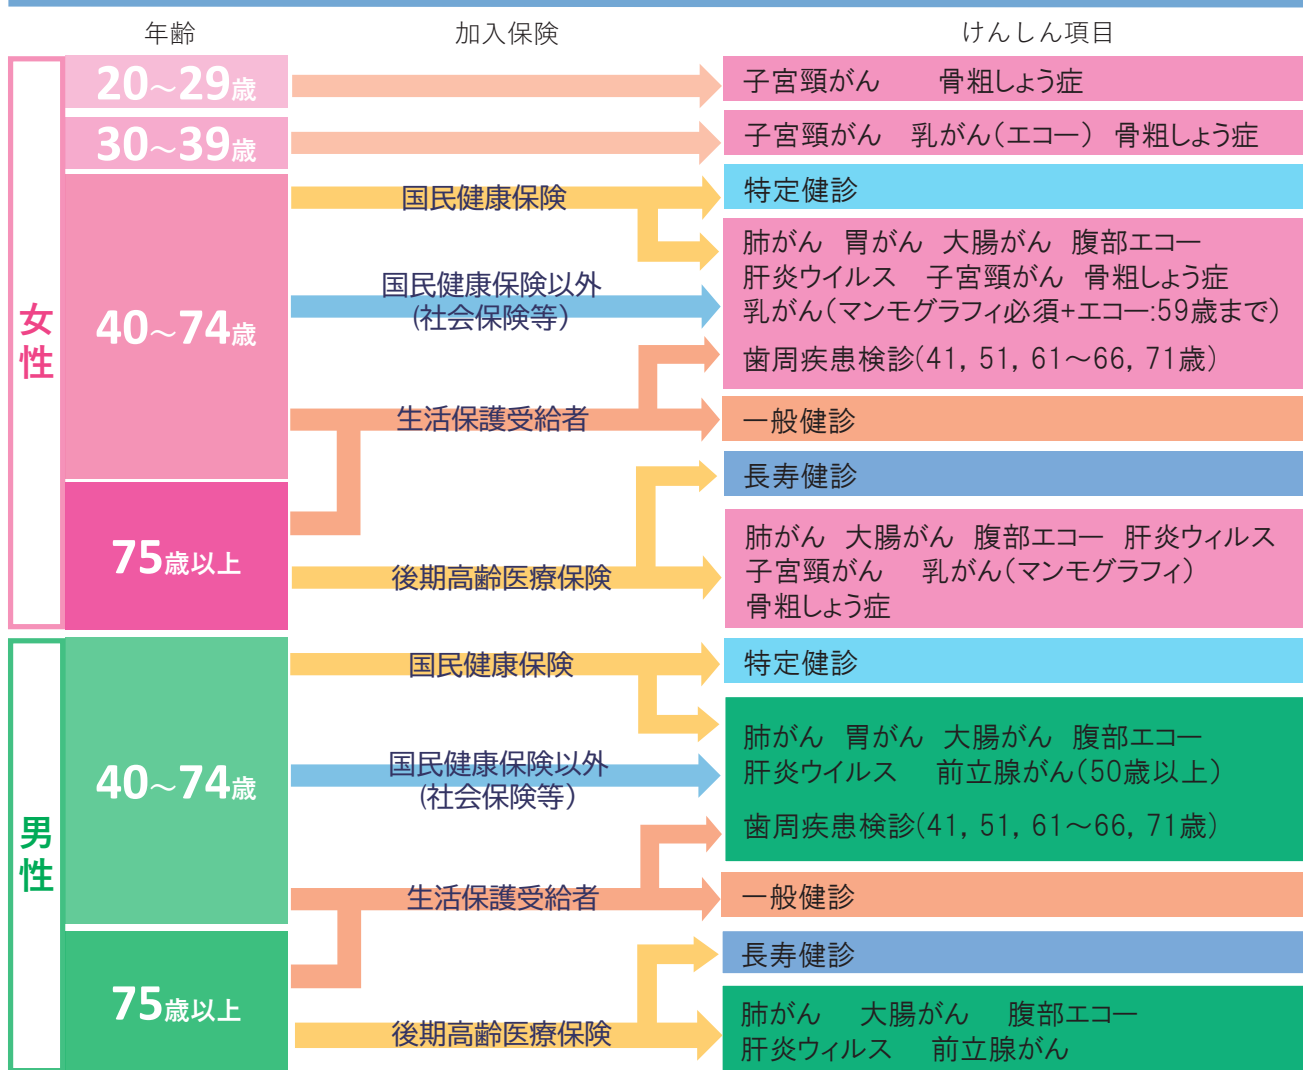 年齢 加入保険 けんしん項目
女性
20～29歳
子宮頸がん 骨粗しょう症
30～39歳
子宮頸がん 乳がん(エコー) 骨粗しょう症
40～74歳
国民健康保険
特定健診
国民健康保険以外
(社会保険等)
肺がん 胃がん 大腸がん 腹部エコー
肝炎ウイルス 子宮頸がん 骨粗しょう症
乳がん(マンモグラフィ必須+エコー:59歳まで)
歯周疾患検診(41, 51, 61～66, 71歳)
生活保護受給者
一般健診
75歳以上
長寿健診
後期高齢医療保険
肺がん 大腸がん 腹部エコー 肝炎ウィルス
子宮頸がん 乳がん(マンモグラフィ)
骨粗しょう症
男性
40～74歳
国民健康保険
特定健診
国民健康保険以外
(社会保険等)
肺がん 胃がん 大腸がん 腹部エコー
肝炎ウイルス 前立腺がん(50歳以上)
歯周疾患検診(41, 51, 61～66, 71歳)
生活保護受給者
一般健診
75歳以上
長寿健診
後期高齢医療保険
肺がん 大腸がん 腹部エコー
肝炎ウィルス 前立腺がん